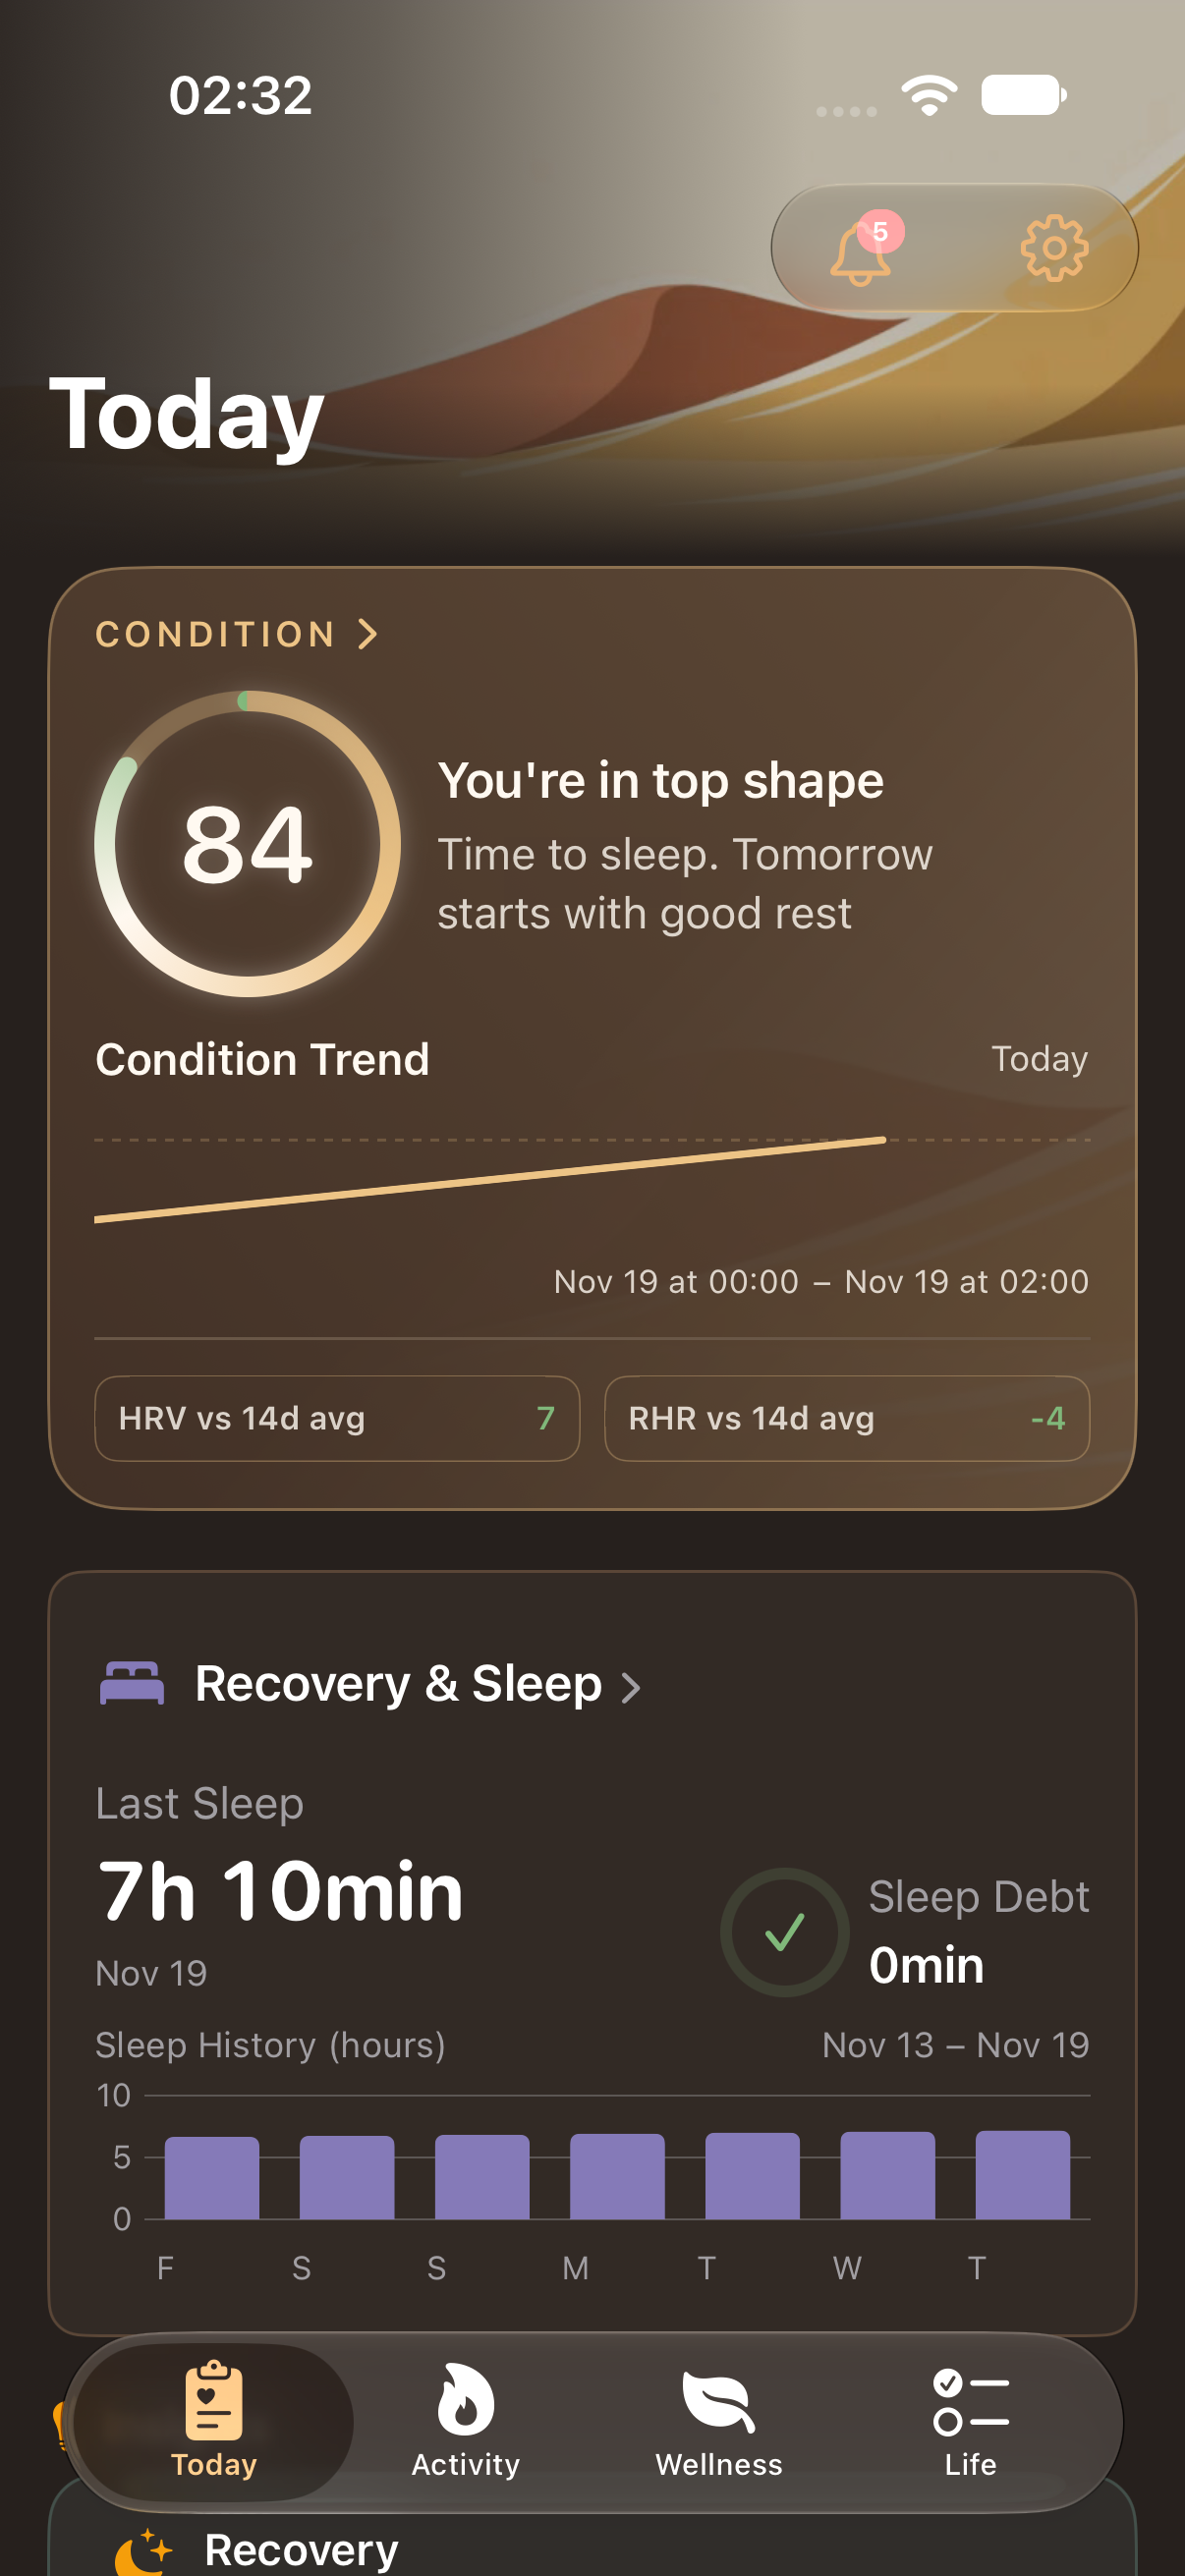 02:32
5
Today
CONDITION
84
You're in top shape
Time to sleep. Tomorrow
starts with good rest
Condition Trend
Today
Nov 19 at 00:00 – Nov 19 at 02:00
HRV vs 14d avg 7
RHR vs 14d avg -4
Recovery & Sleep
Last Sleep
7h 10min
Nov 19
Sleep Debt
0min
Sleep History (hours)
Nov 13 – Nov 19
10
5
0
F S S M T W T
Today
Activity
Wellness
Life
Recovery